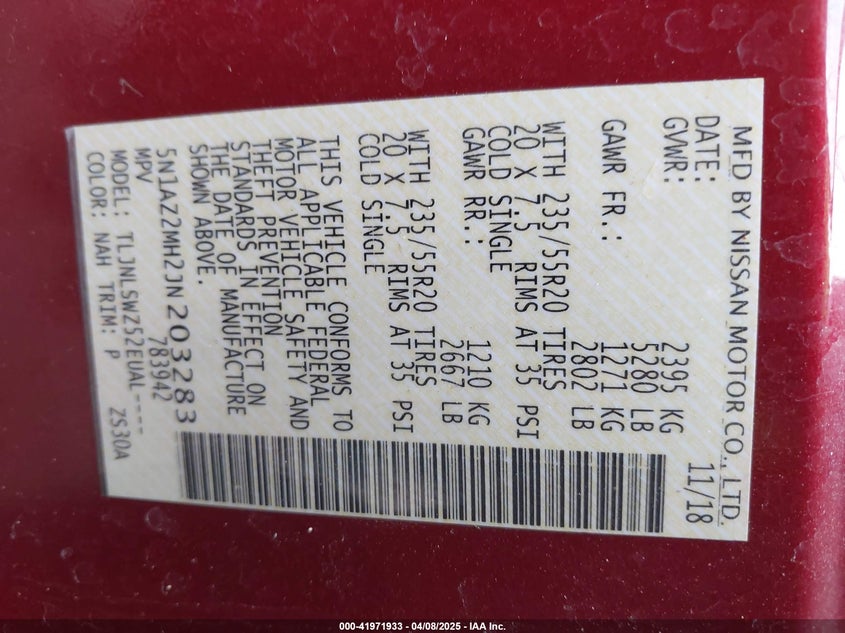 MFD BY NISSAN MOTOR CO., LTD.
DATE: 11/18
GVWR: 2395 KG
5280 LB
GAWR FR.: 1271 KG
2802 LB
WITH 235/55R20 TIRES
20 X 7.5 RIMS AT 35 PSI
COLD SINGLE
GAWR RR.: 1210 KG
2667 LB
WITH 235/55R20 TIRES
20 X 7.5 RIMS AT 35 PSI
COLD SINGLE
THIS VEHICLE CONFORMS TO
ALL APPLICABLE FEDERAL
MOTOR VEHICLE SAFETY AND
THEFT PREVENTION
STANDARDS IN EFFECT ON
THE DATE OF MANUFACTURE
SHOWN ABOVE.
5N1AZ2MH2JN203283
MPV 783942
MODEL: TLJNLSWZ52EUAL----
COLOR: NAH TRIM: P ZS30A
000-41971933 - 04/08/2025 - IAA Inc.